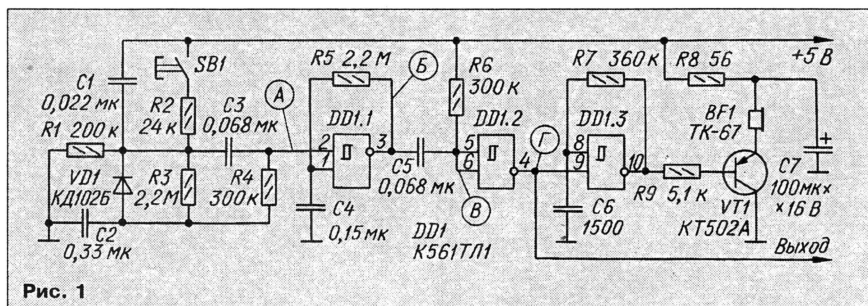 R5 2,2 М
Б
R7 360 к
R8 56
+5 В
SB1
R6
300 к
C1
0,022 мк
А
BF1
ТК-67
R2
24 к
C3
0,068 мк
DD1.1
DD1.2
Г
DD1.3
R1 200 к
2
1
3
5
6
4
8
9
10
C5
0,068 мк
R9
5,1 к
C7
100 мк×
×16 В
VD1
КД102Б
R3
2,2М
R4
300 к
В
C4
0,15 мк
DD1
К561ТЛ1
C6
1500
VT1
КТ502А
C2
0,33 мк
Выход
Рис. 1